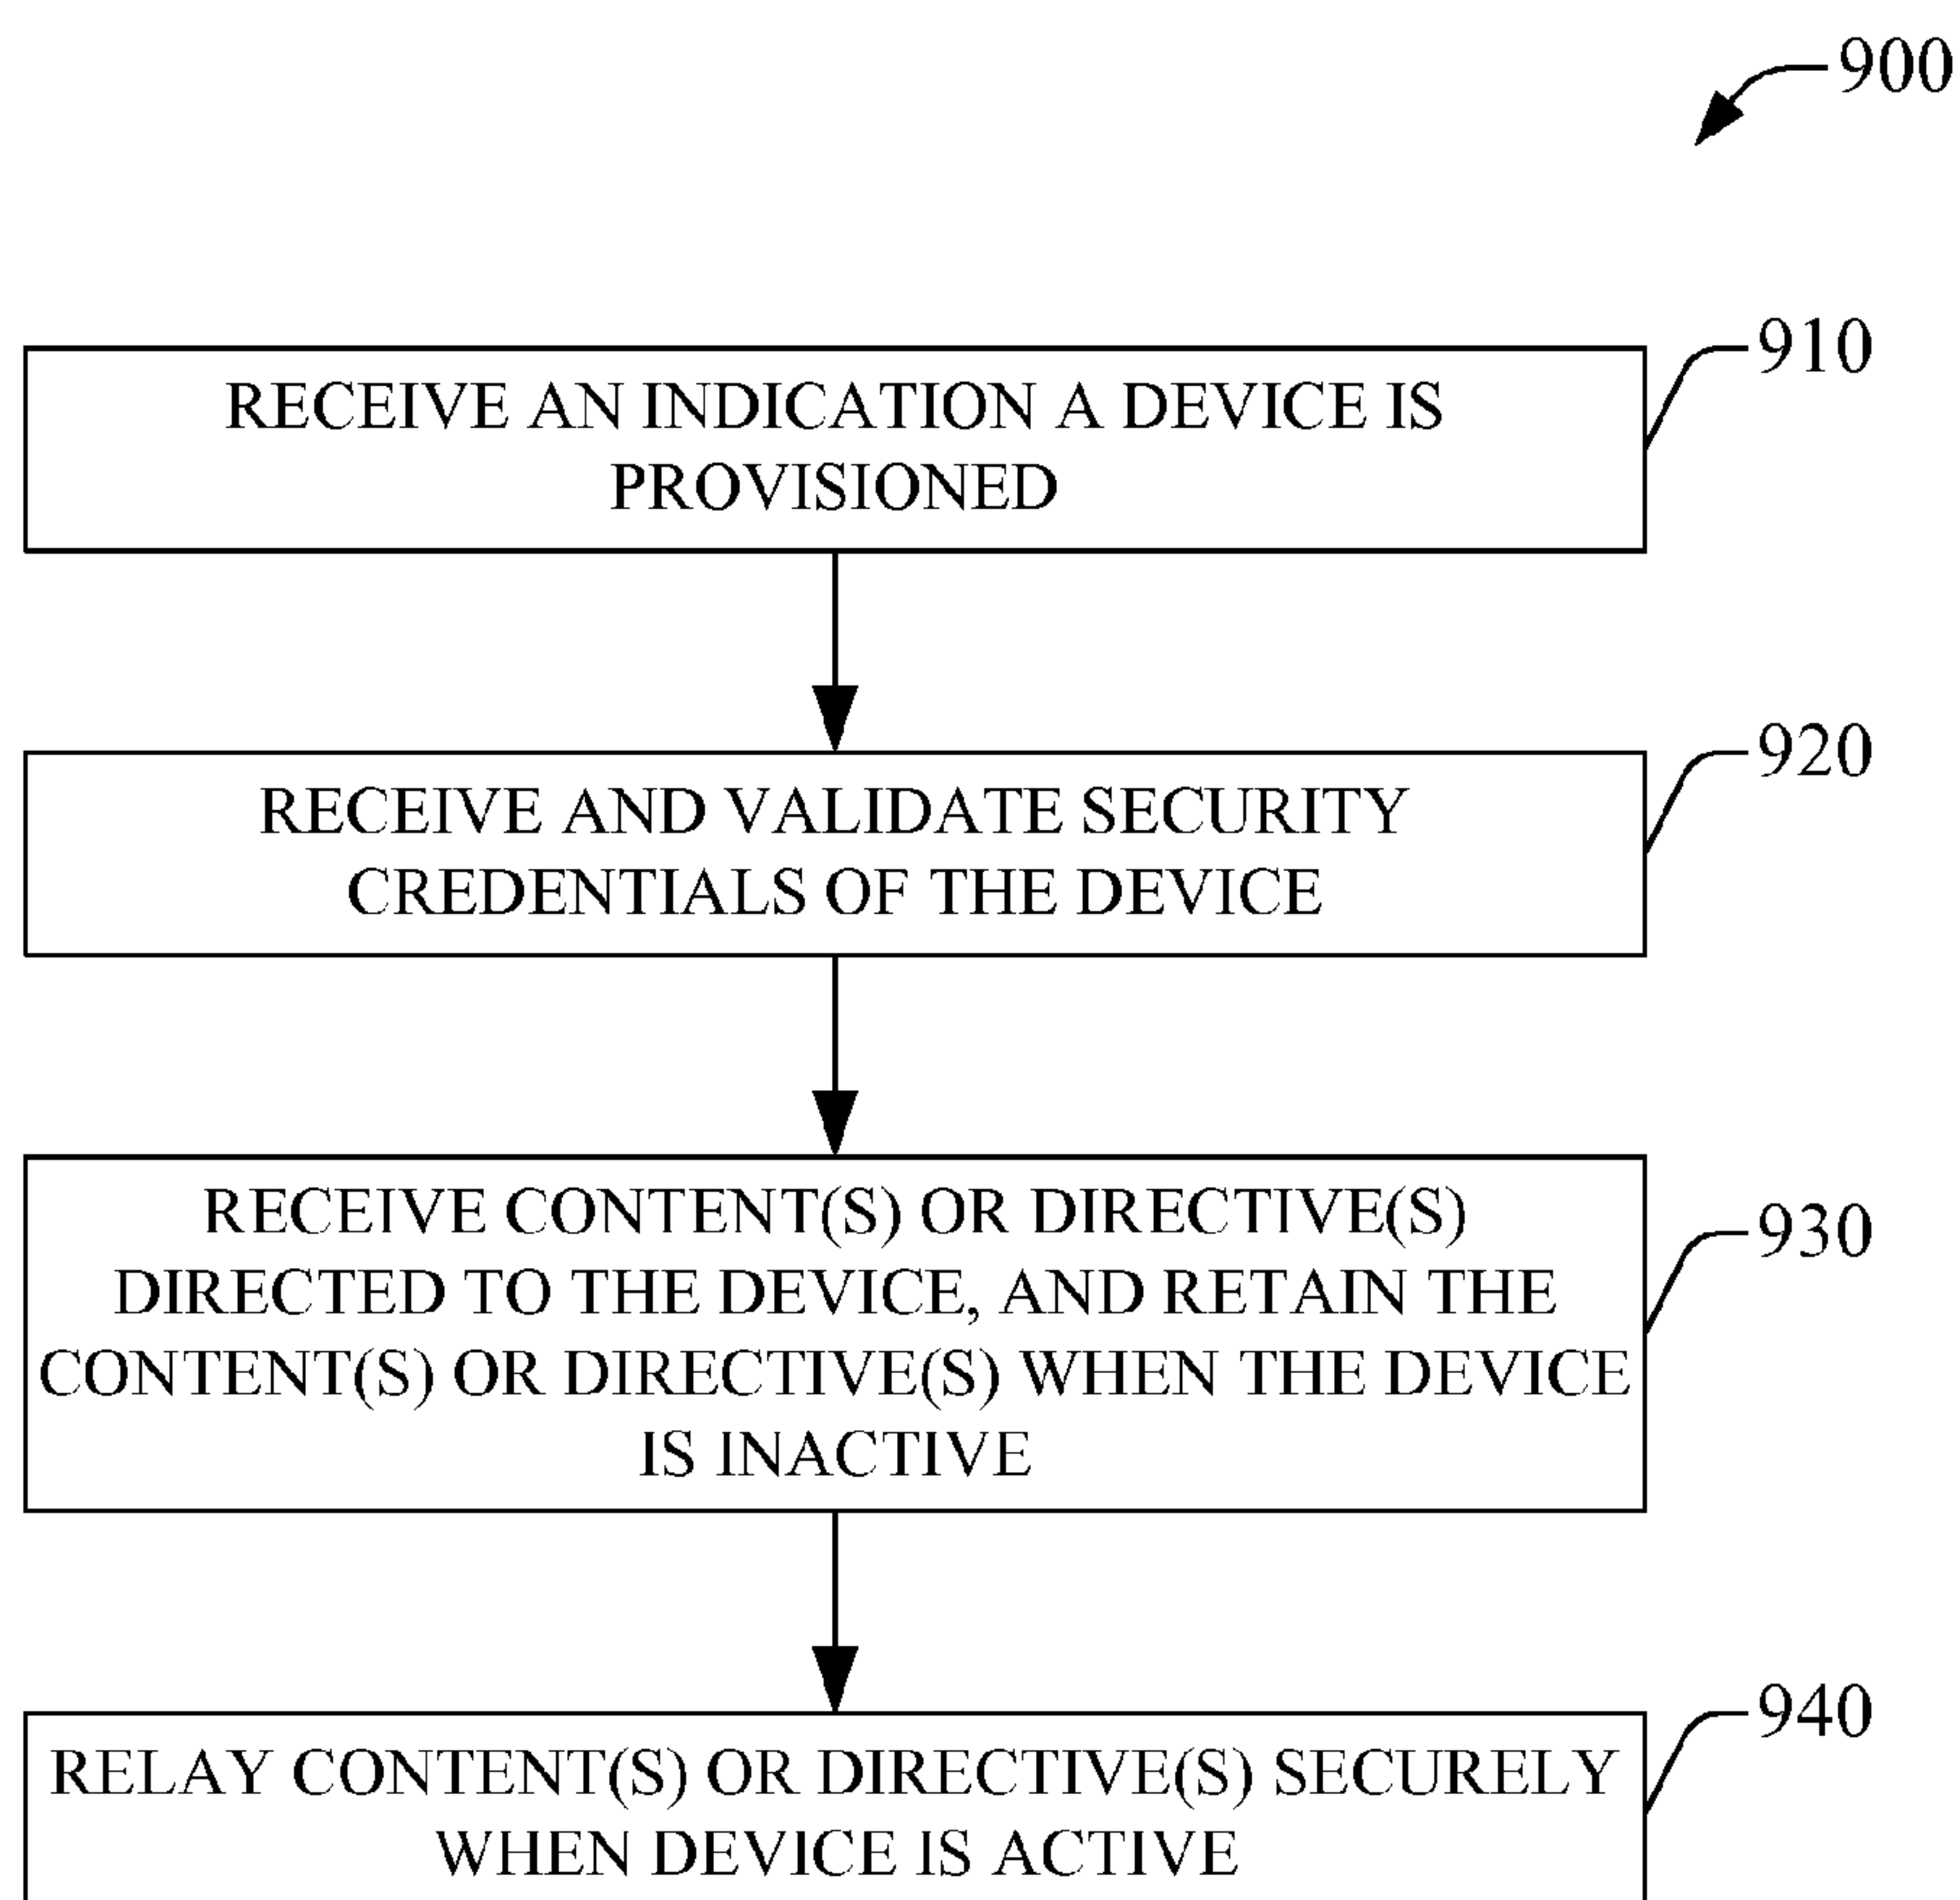 900
910
RECEIVE AN INDICATION A DEVICE IS
PROVISIONED
920
RECEIVE AND VALIDATE SECURITY
CREDENTIALS OF THE DEVICE
930
RECEIVE CONTENT(S) OR DIRECTIVE(S)
DIRECTED TO THE DEVICE, AND RETAIN THE
CONTENT(S) OR DIRECTIVE(S) WHEN THE DEVICE
IS INACTIVE
940
RELAY CONTENT(S) OR DIRECTIVE(S) SECURELY
WHEN DEVICE IS ACTIVE